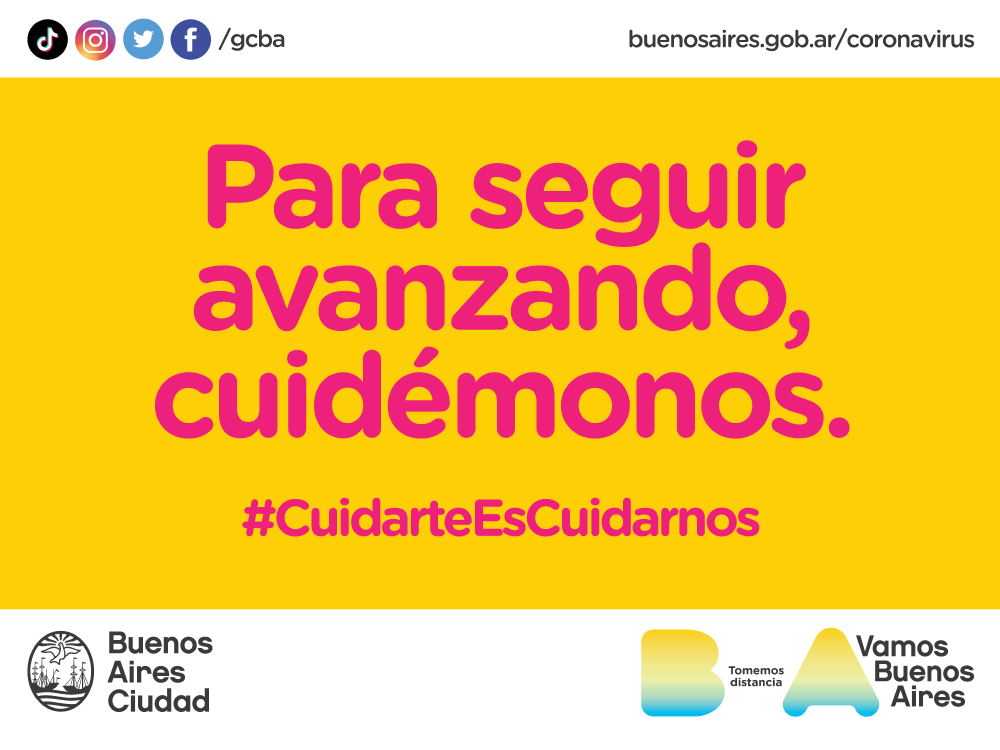 /gcba
buenosaires.gob.ar/coronavirus
Para seguir
avanzando,
cuidémonos.
#CuidarteEsCuidarnos
Buenos
Aires
Ciudad
B
Tomemos
distancia
A
Vamos
Buenos
Aires